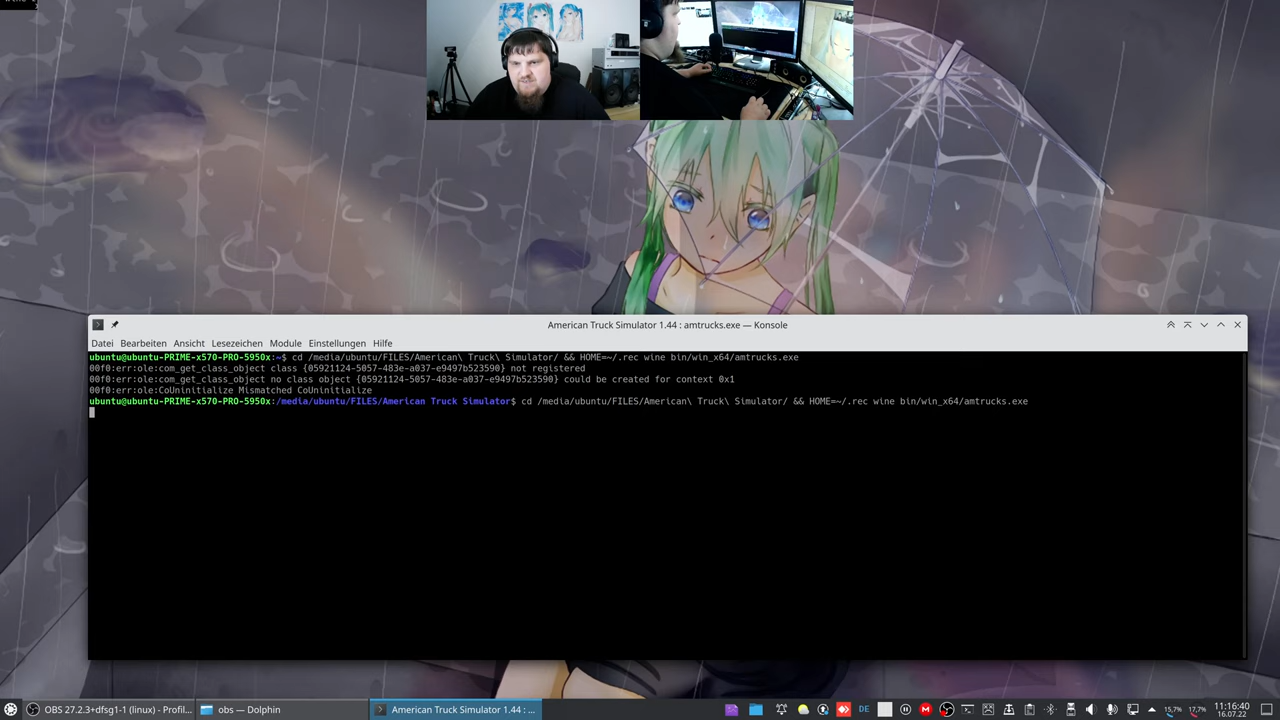 American Truck Simulator 1.44 : amtrucks.exe — Konsole
Datei Bearbeiten Ansicht Lesezeichen Module Einstellungen Hilfe
ubuntu@ubuntu-PRIME-x570-PRO-5950x:~$ cd /media/ubuntu/FILES/American\ Truck\ Simulator/ && HOME=~/.rec wine bin/win_x64/amtrucks.exe
00f0:err:ole:com_get_class_object class {05921124-5057-483e-a037-e9497b523590} not registered
00f0:err:ole:com_get_class_object no class object {05921124-5057-483e-a037-e9497b523590} could be created for context 0x1
00f0:err:ole:CoUninitialize Mismatched CoUninitialize
ubuntu@ubuntu-PRIME-x570-PRO-5950x:/media/ubuntu/FILES/American Truck Simulator$ cd /media/ubuntu/FILES/American\ Truck\ Simulator/ && HOME=~/.rec wine bin/win_x64/amtrucks.exe
OBS 27.2.3+dfsg1-1 (linux) - Profil...
obs — Dolphin
American Truck Simulator 1.44 : ...
DE
15,7%
17,7%
11:16:40
16.07.22